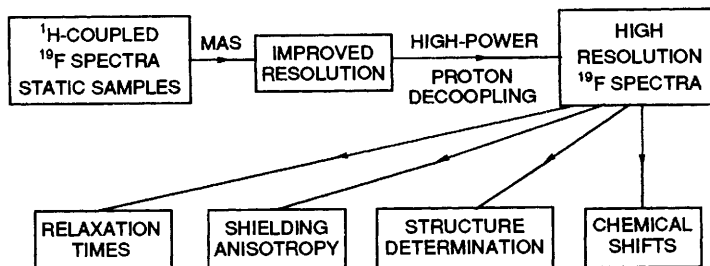 ¹H-COUPLED
¹⁹F SPECTRA
STATIC SAMPLES
MAS
IMPROVED
RESOLUTION
HIGH-POWER
PROTON
DECOOPLING
HIGH
RESOLUTION
¹⁹F SPECTRA
RELAXATION
TIMES
SHIELDING
ANISOTROPY
STRUCTURE
DETERMINATION
CHEMICAL
SHIFTS